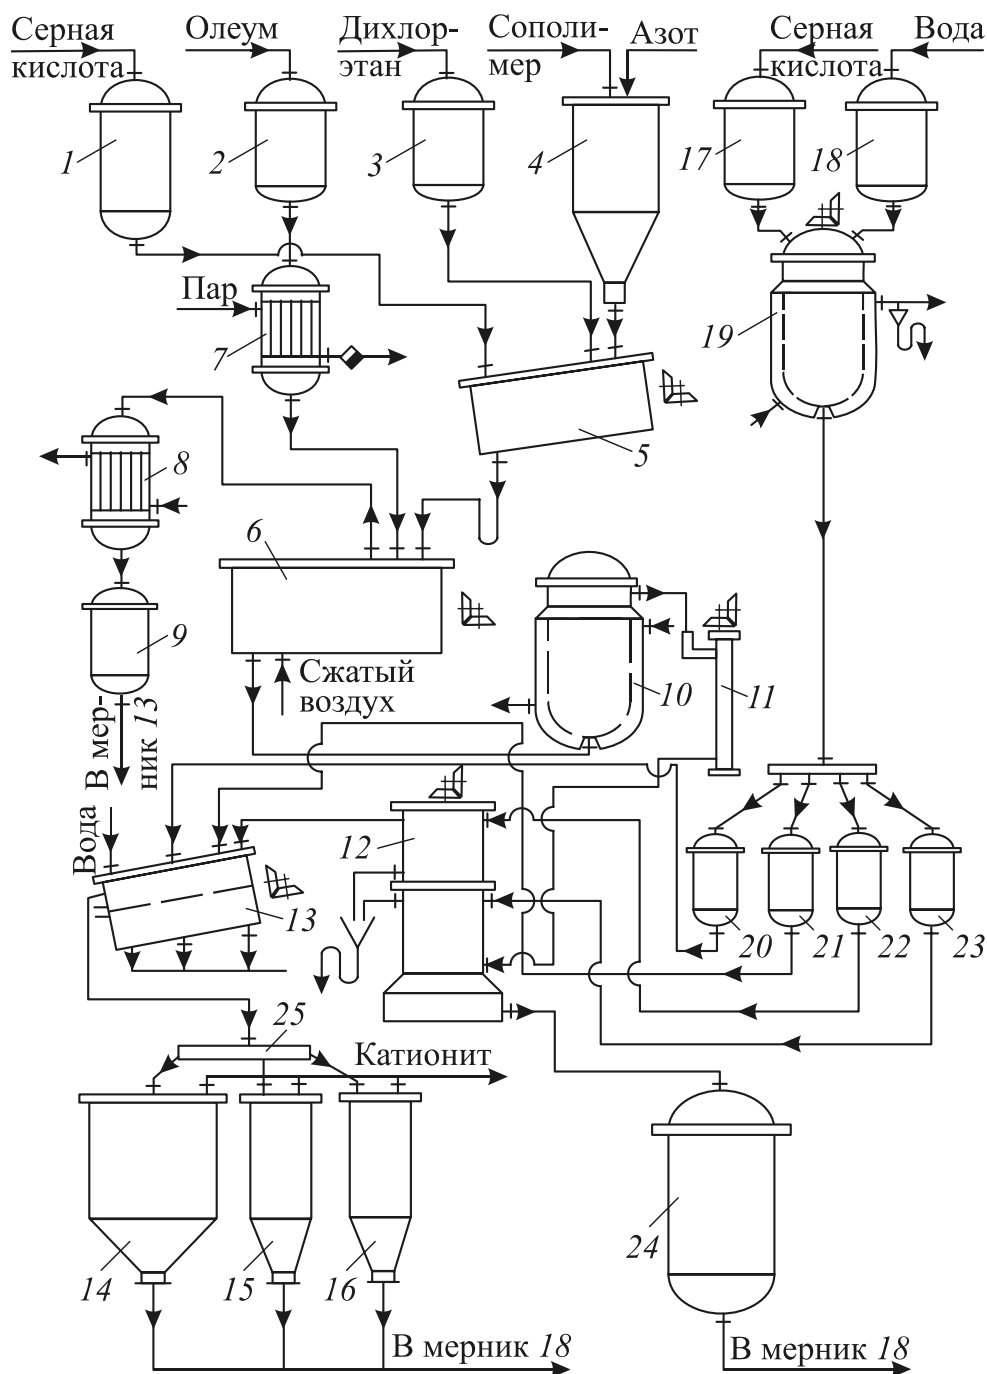 Серная
кислота
Олеум
Дихлор-
этан
Сополи-
мер
Азот
Серная
кислота
Вода
1
2
3
4
17
18
Пар
7
19
5
8
6
9
Сжатый
воздух
10
11
В мер-
ник 13
Вода
12
13
20
21
22
23
25
Катионит
14
15
16
24
В мерник 18
В мерник 18